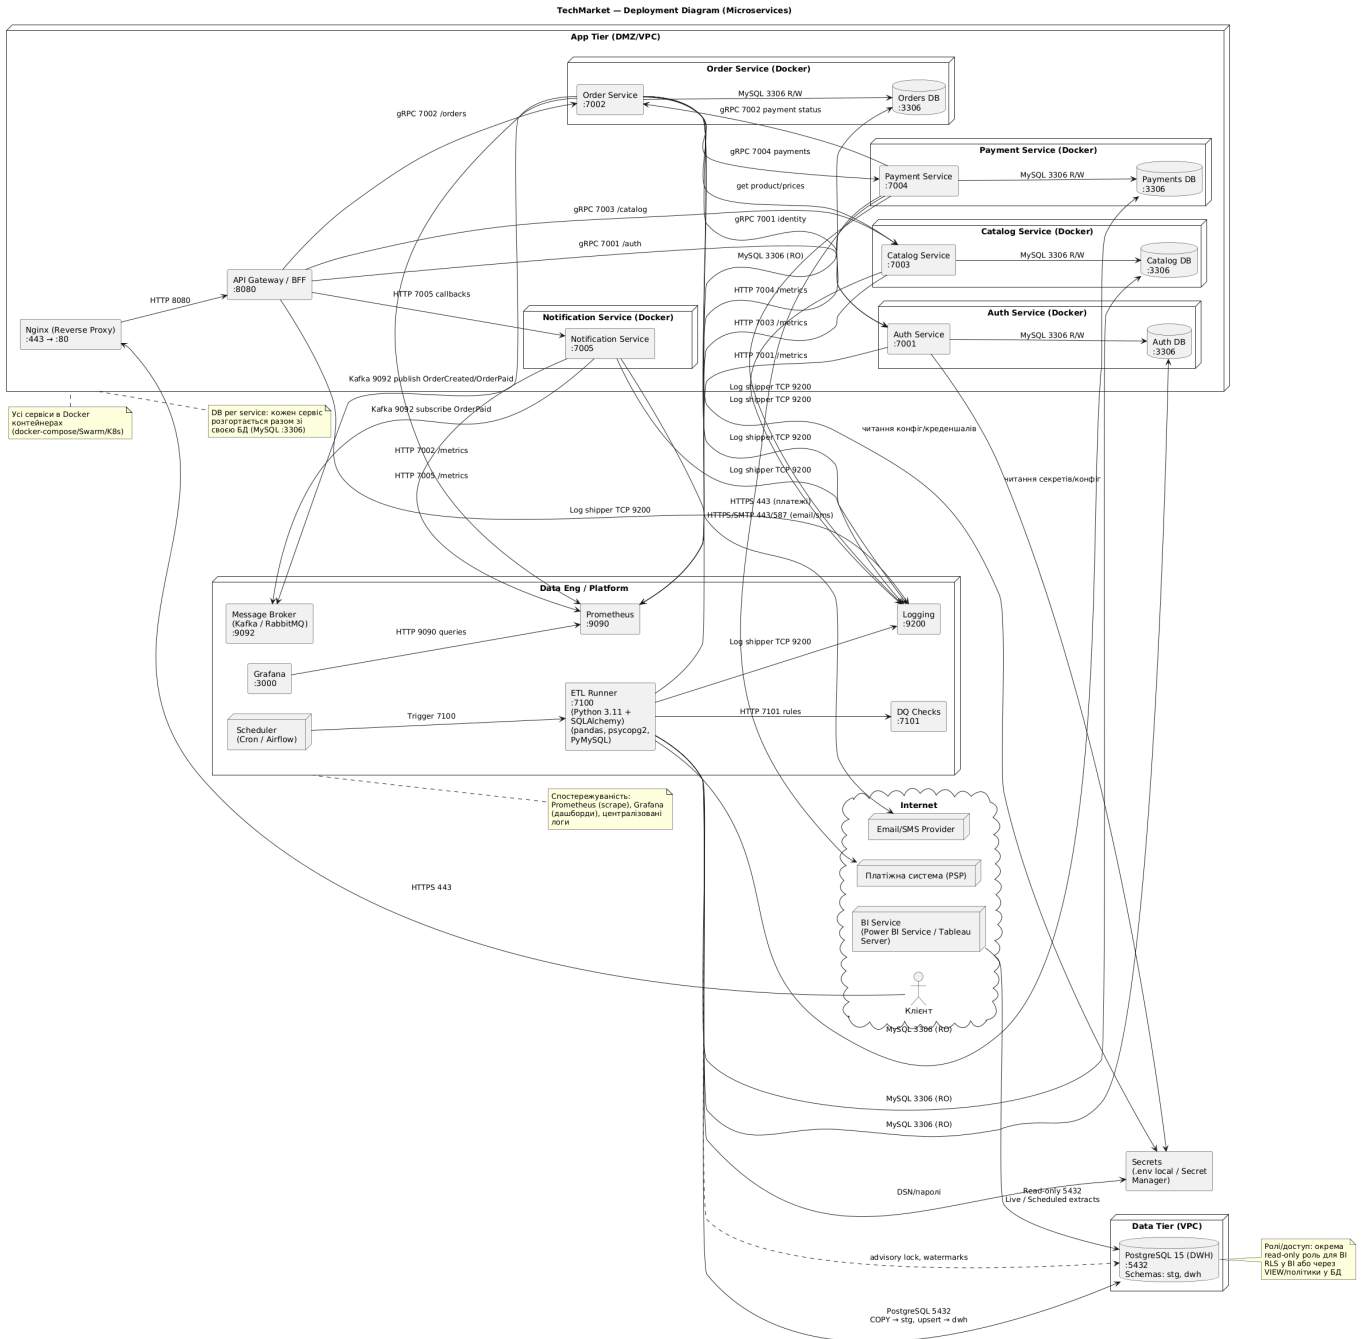 TechMarket — Deployment Diagram (Microservices)
App Tier (DMZ/VPC)
Order Service (Docker)
Order Service
:7002
MySQL 3306 R/W
Orders DB
:3306
gRPC 7002 payment status
gRPC 7002 /orders
Payment Service (Docker)
gRPC 7004 payments
Payment Service
:7004
MySQL 3306 R/W
Payments DB
:3306
get product/prices
gRPC 7003 /catalog
gRPC 7001 identity
Catalog Service (Docker)
gRPC 7001 /auth
Catalog Service
:7003
MySQL 3306 R/W
Catalog DB
:3306
MySQL 3306 (RO)
API Gateway / BFF
:8080
HTTP 7005 callbacks
HTTP 7004 /metrics
HTTP 8080
Notification Service (Docker)
Auth Service (Docker)
Nginx (Reverse Proxy)
:443 → :80
Notification Service
:7005
HTTP 7003 /metrics
Auth Service
:7001
MySQL 3306 R/W
Auth DB
:3306
HTTP 7001 /metrics
Kafka 9092 publish OrderCreated/OrderPaid
Log shipper TCP 9200
Log shipper TCP 9200
Усі сервіси в Docker
контейнерах
(docker-compose/Swarm/K8s)
DB per service: кожен сервіс
розгортається разом зі
своєю БД (MySQL :3306)
Kafka 9092 subscribe OrderPaid
читання конфіг/креденшалів
Log shipper TCP 9200
HTTP 7002 /metrics
Log shipper TCP 9200
HTTP 7005 /metrics
читання секретів/конфіг
HTTPS 443 (платежі)
Log shipper TCP 9200
HTTPS/SMTP 443/587 (email/sms)
Data Eng / Platform
Message Broker
(Kafka / RabbitMQ)
:9092
Prometheus
:9090
Logging
:9200
HTTP 9090 queries
Log shipper TCP 9200
Grafana
:3000
ETL Runner
:7100
(Python 3.11 +
SQLAlchemy)
(pandas, psycopg2,
PyMySQL)
HTTP 7101 rules
DQ Checks
:7101
Trigger 7100
Scheduler
(Cron / Airflow)
Спостережуваність:
Prometheus (scrape), Grafana
(дашборди), централізовані
логи
Internet
Email/SMS Provider
Платіжна система (PSP)
HTTPS 443
BI Service
(Power BI Service / Tableau
Server)
Клієнт
MySQL 3306 (RO)
MySQL 3306 (RO)
MySQL 3306 (RO)
Secrets
(.env local / Secret
Manager)
DSN/паролі
Read-only 5432
Live / Scheduled extracts
Data Tier (VPC)
PostgreSQL 15 (DWH)
:5432
Schemas: stg, dwh
Ролі/доступ: окрема
read-only роль для BI
RLS у BI або через
VIEW/політики у БД
advisory lock, watermarks
PostgreSQL 5432
COPY → stg, upsert → dwh